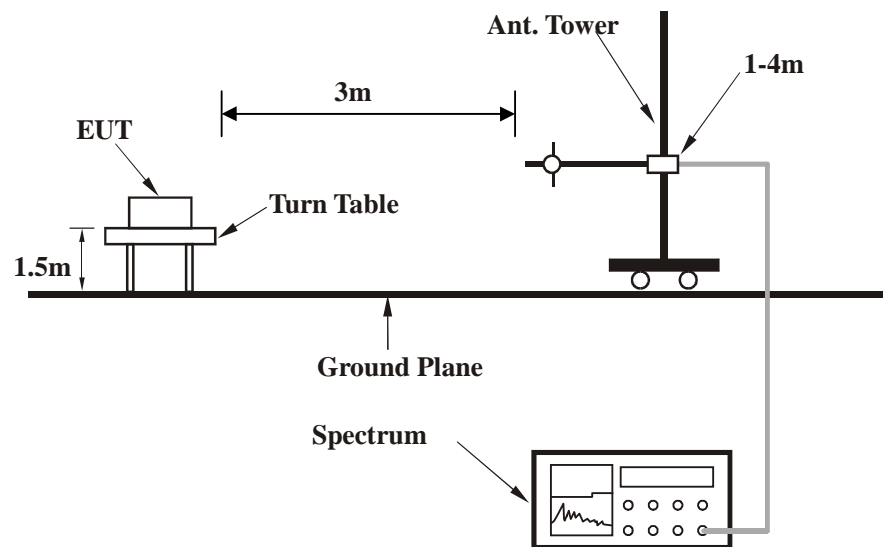 Ant. Tower
1-4m
3m
EUT
Turn Table
1.5m
Ground Plane
Spectrum